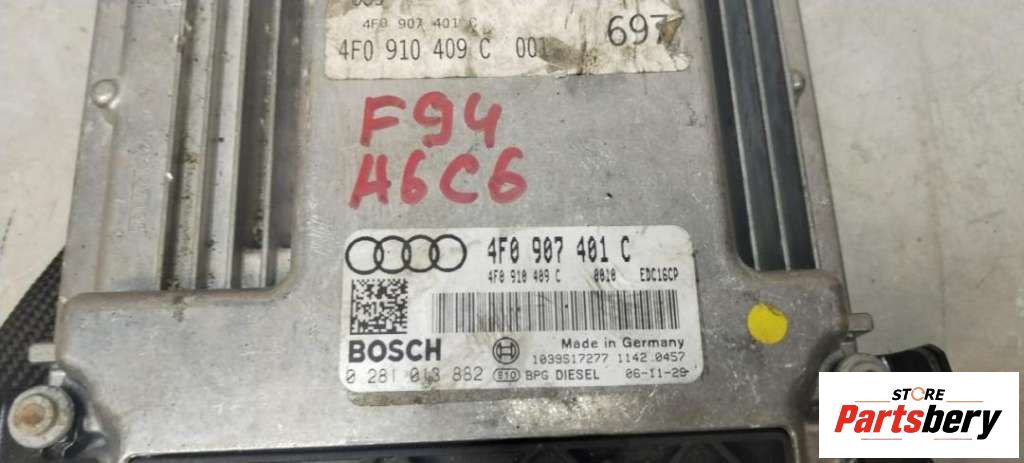 4F0 907 401 C
4F0 910 409 C 001
697
F94
A6C6
4F0 907 401 C
4F0 910 409 C 0010 EDC16CP
BOSCH
Made in Germany
1039S17277 1142.0457
0 281 013 882 810 BPG DIESEL 06-11-29
STORE
Partsbery